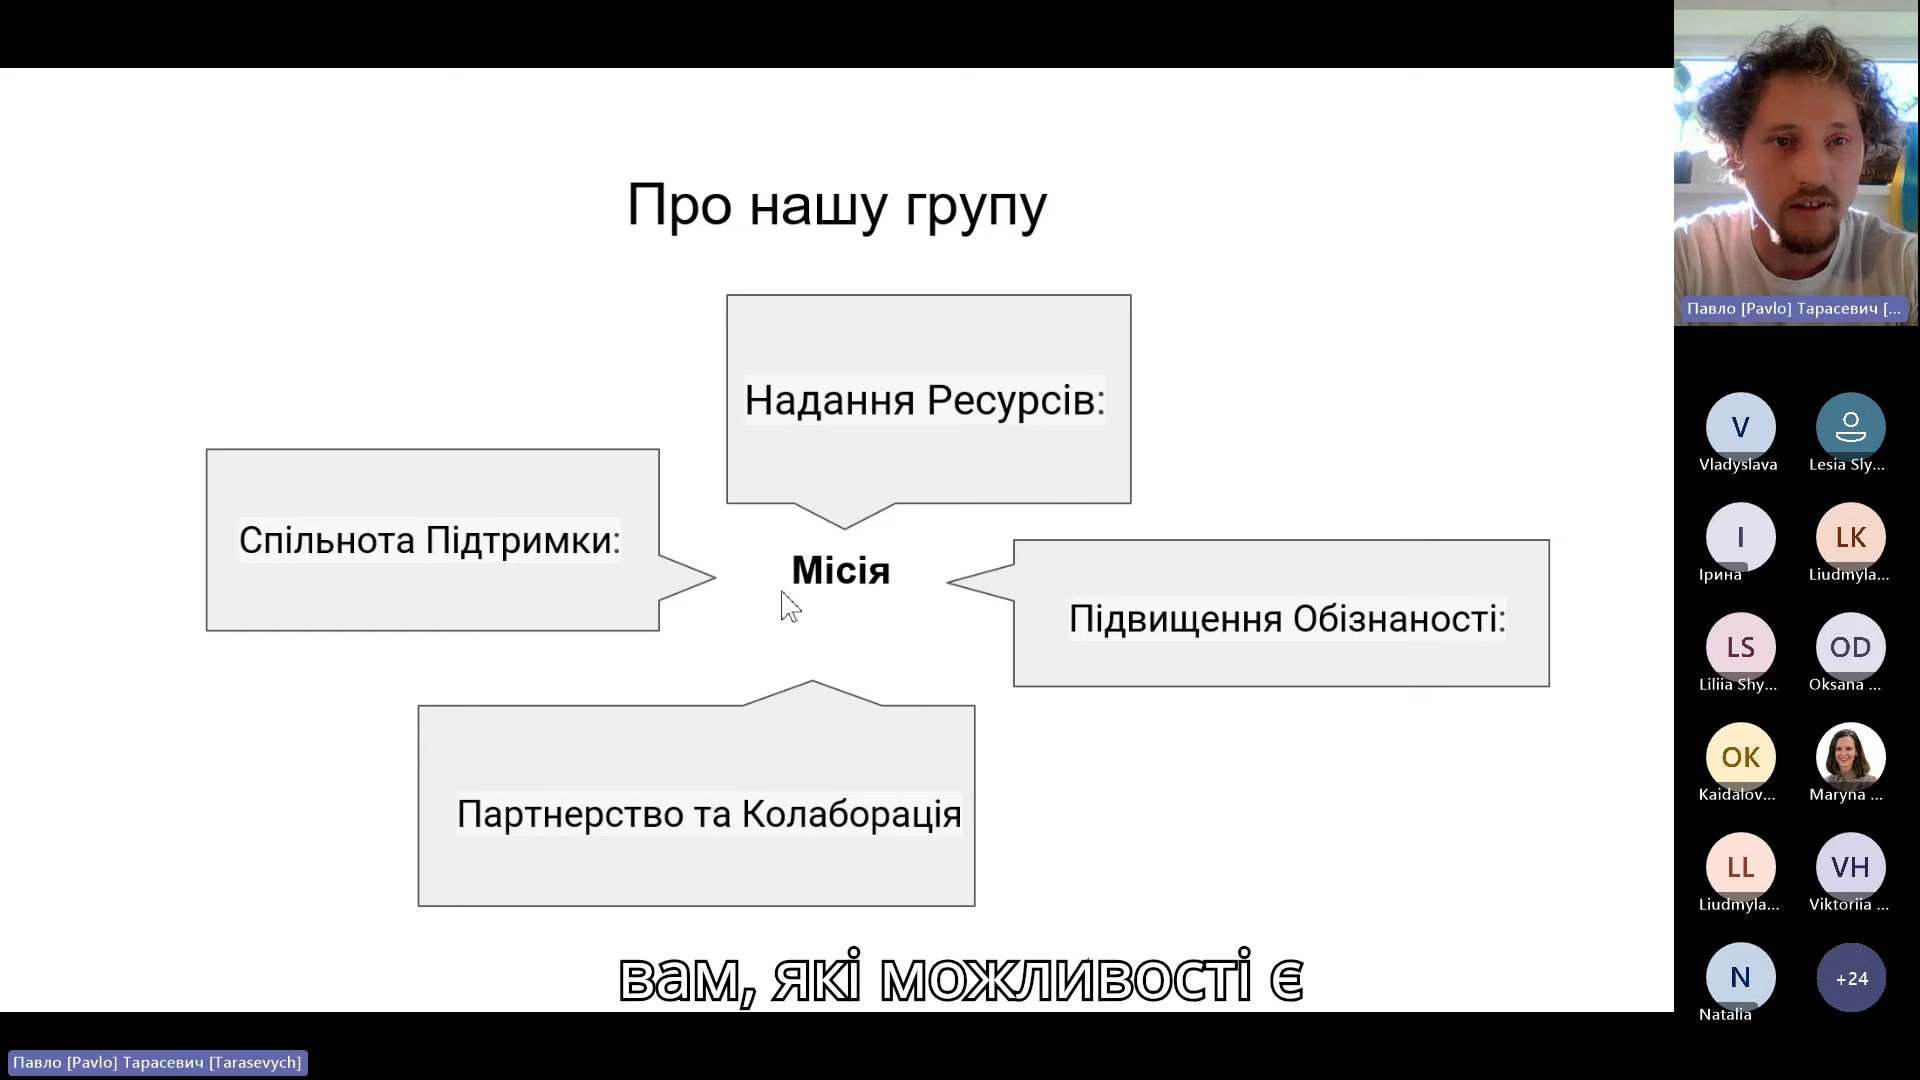 Про нашу групу
Надання Ресурсів:
Спільнота Підтримки:
Місія
Підвищення Обізнаності:
Партнерство та Колаборація
вам, які можливості є
Павло [Pavlo] Тарасевич [Tarasevych]
Павло [Pavlo] Тарасевич [...
V
Vladyslava
Lesia Sly...
І
Ірина
LK
Liudmyla...
LS
Liliia Shy...
OD
Oksana ...
OK
Kaidalov...
Maryna ...
LL
Liudmyla...
VH
Viktoriia ...
N
Natalia
+24